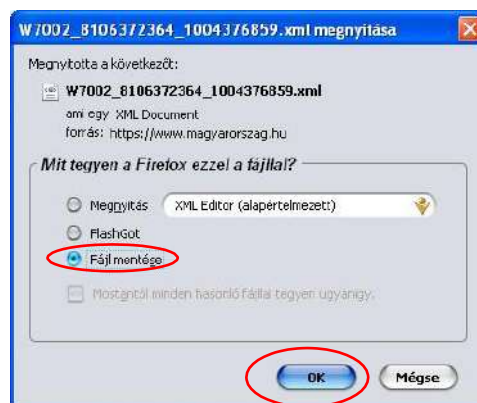 W7002_8106372364_1004376859.xml megnyitása
Megnyitotta a következőt:
W7002_8106372364_1004376859.xml
ami egy XML Document
forrás: https://www.magyarorszag.hu
Mit tegyen a Firefox ezzel a fájllal?
Megnyitás XML Editor (alapértelmezett)
FlashGot
Fájl mentése
Mostantól minden hasonló fájllal tegyen ugyanígy.
OK Mégse